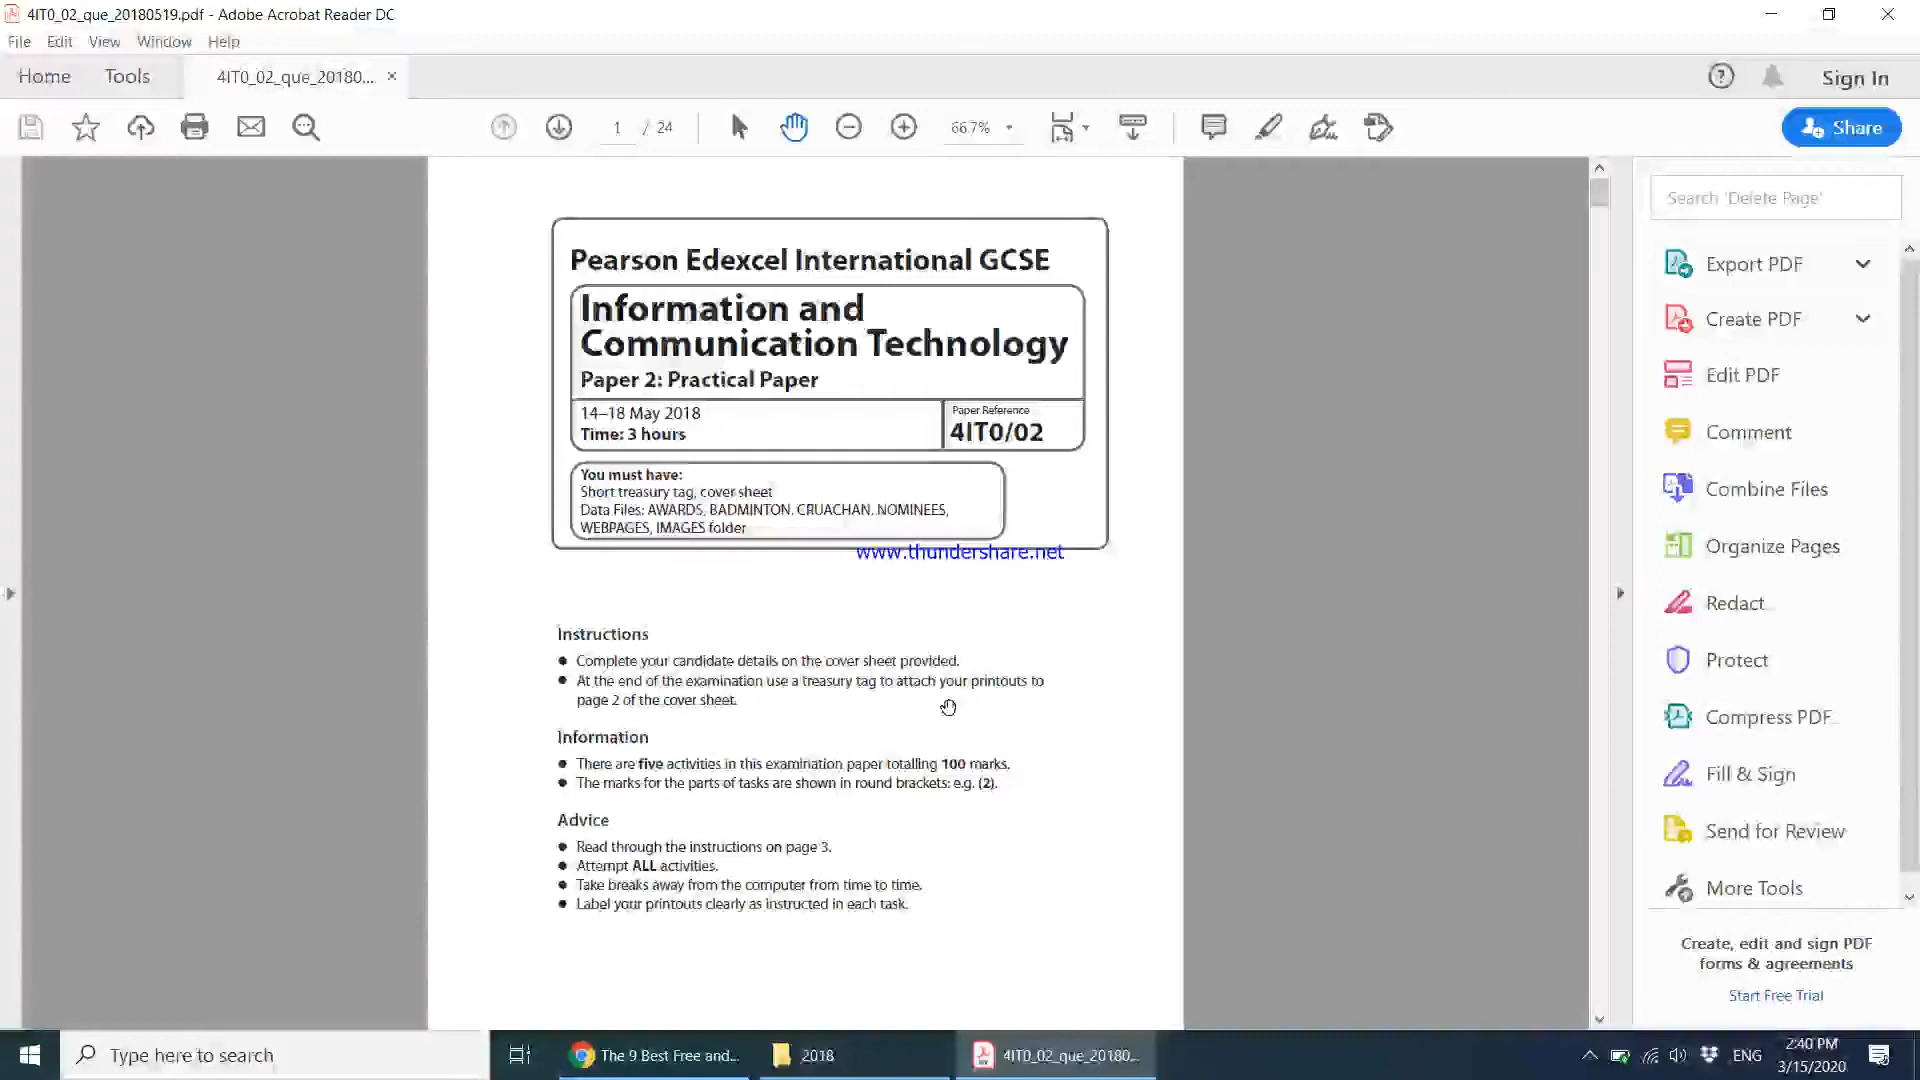 4IT0_02_que_20180519.pdf - Adobe Acrobat Reader DC
File Edit View Window Help
Home Tools 4IT0_02_que_20180... × Sign In
1 / 24 66.7% Share
Search 'Delete Page'
Pearson Edexcel International GCSE
Information and
Communication Technology
Paper 2: Practical Paper
14–18 May 2018
Time: 3 hours
Paper Reference
4IT0/02
You must have:
Short treasury tag, cover sheet
Data Files: AWARDS, BADMINTON, CRUACHAN, NOMINEES,
WEBPAGES, IMAGES folder
www.thundershare.net
Instructions
● Complete your candidate details on the cover sheet provided.
● At the end of the examination use a treasury tag to attach your printouts to
page 2 of the cover sheet.
Information
● There are five activities in this examination paper totalling 100 marks.
● The marks for the parts of tasks are shown in round brackets: e.g. (2).
Advice
● Read through the instructions on page 3.
● Attempt ALL activities.
● Take breaks away from the computer from time to time.
● Label your printouts clearly as instructed in each task.
Export PDF
Create PDF
Edit PDF
Comment
Combine Files
Organize Pages
Redact
Protect
Compress PDF
Fill & Sign
Send for Review
More Tools
Create, edit and sign PDF
forms & agreements
Start Free Trial
Type here to search
The 9 Best Free and...
2018
4IT0_02_que_20180...
ENG
2:40 PM
3/15/2020